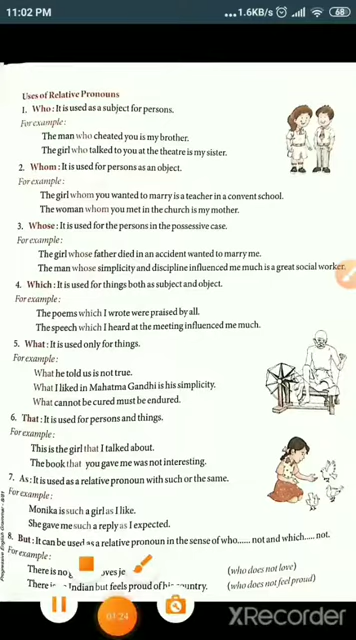 11:02 PM
...1.6KB/s
68
Uses of Relative Pronouns
1. Who : It is used as a subject for persons.
For example :
The man who cheated you is my brother.
The girl who talked to you at the theatre is my sister.
2. Whom : It is used for persons as an object.
For example :
The girl whom you wanted to marry is a teacher in a convent school.
The woman whom you met in the church is my mother.
3. Whose : It is used for the persons in the possessive case.
For example :
The girl whose father died in an accident wanted to marry me.
The man whose simplicity and discipline influenced me much is a great social worker.
4. Which : It is used for things both as subject and object.
For example :
The poems which I wrote were praised by all.
The speech which I heard at the meeting influenced me much.
5. What : It is used only for things.
For example :
What he told us is not true.
What I liked in Mahatma Gandhi is his simplicity.
What cannot be cured must be endured.
6. That : It is used for persons and things.
For example :
This is the girl that I talked about.
The book that you gave me was not interesting.
7. As : It is used as a relative pronoun with such or the same.
For example :
Monika is such a girl as I like.
She gave me such a reply as I expected.
8. But : It can be used as a relative pronoun in the sense of who..... not and which..... not.
For example :
There is no (who does not love)
There Indian but feels proud of country. (who does not feel proud)
Progressive English Grammar - 6/01
01:24
XRecorder